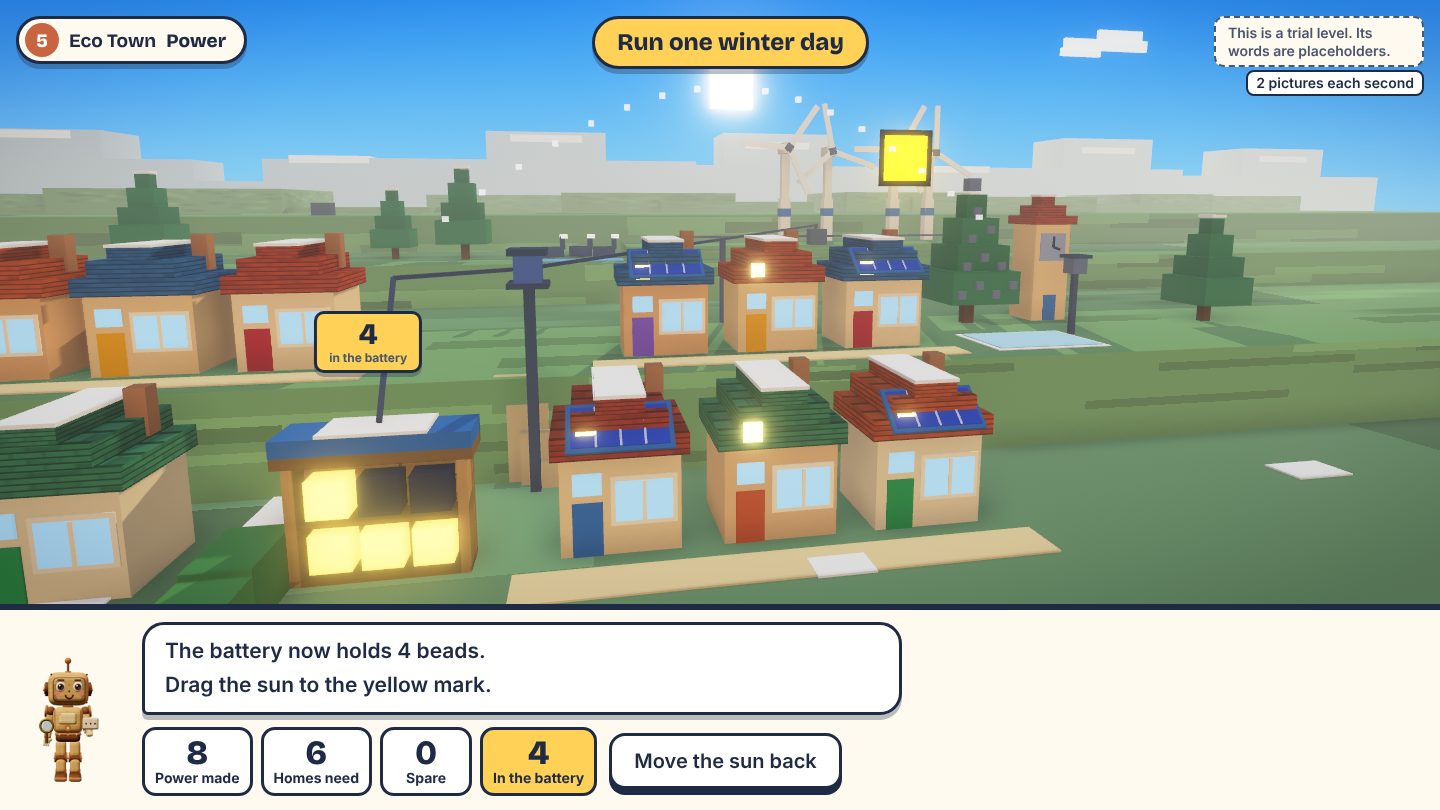 5 Eco Town Power
Run one winter day
This is a trial level. Its
words are placeholders.
2 pictures each second
4
in the battery
The battery now holds 4 beads.
Drag the sun to the yellow mark.
8
Power made
6
Homes need
0
Spare
4
In the battery
Move the sun back